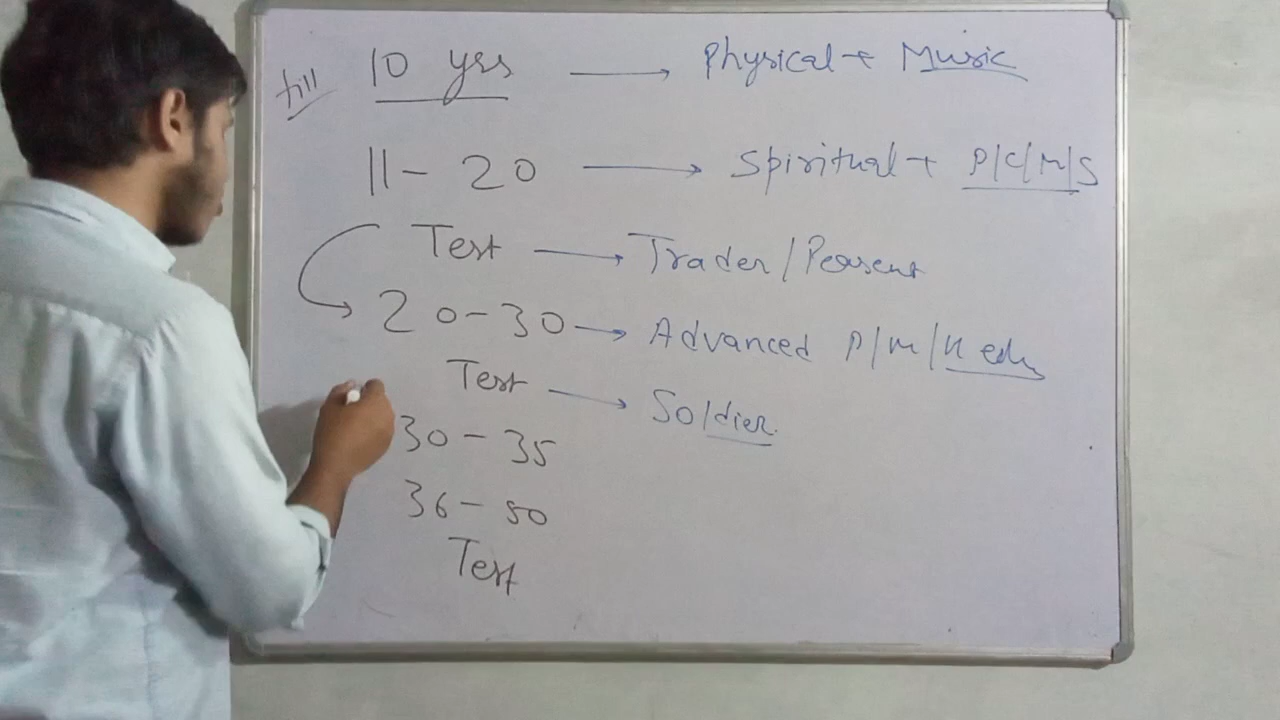 till 10 yrs → Physical + Music
11 - 20 → Spiritual + P/C/M/S
Test → Trader / Peasent
20 - 30 → Advanced P/M/ edu
Test → Soldier
30 - 35
36 - 50
Test